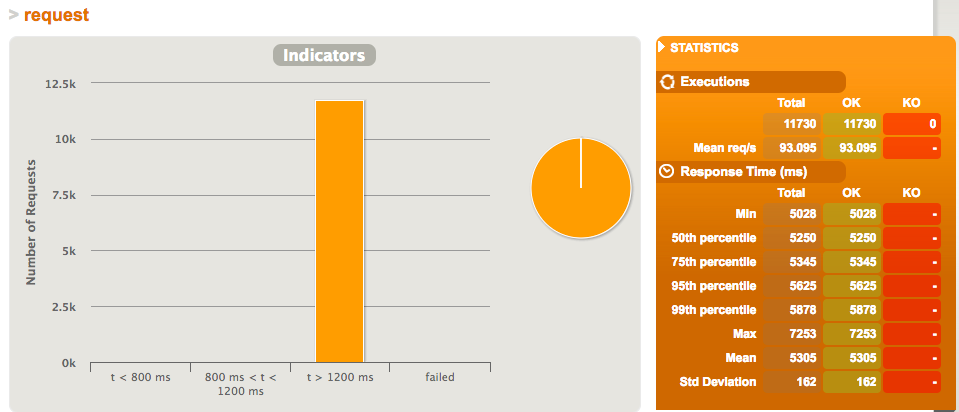 > request
Indicators
Number of Requests
12.5k
10k
7.5k
5k
2.5k
0k
t < 800 ms
800 ms < t <
1200 ms
t > 1200 ms
failed
STATISTICS
Executions
Total OK KO
11730 11730 0
Mean req/s 93.095 93.095 -
Response Time (ms)
Total OK KO
Min 5028 5028 -
50th percentile 5250 5250 -
75th percentile 5345 5345 -
95th percentile 5625 5625 -
99th percentile 5878 5878 -
Max 7253 7253 -
Mean 5305 5305 -
Std Deviation 162 162 -